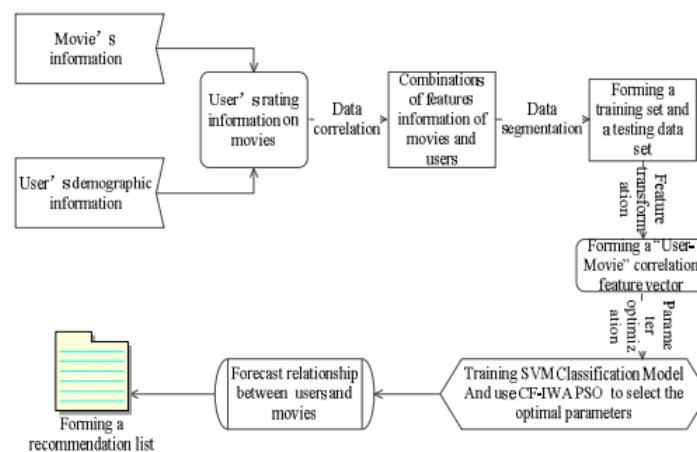 Movie's
information
User's rating
information on
movies
User's demographic
information
Data
correlation
Combinations
of features
information of
movies and
users
Data
segmentation
Forming a
training set and
a testing data
set
Feature
transform
ation
Forming a "User-
Movie" correlation
feature vector
Parame
ter
optimiz
ation
Training SVM Classification Model
And use CF-IWA PSO to select the
optimal parameters
Forecast relationship
between users and
movies
Forming a
recommendation list